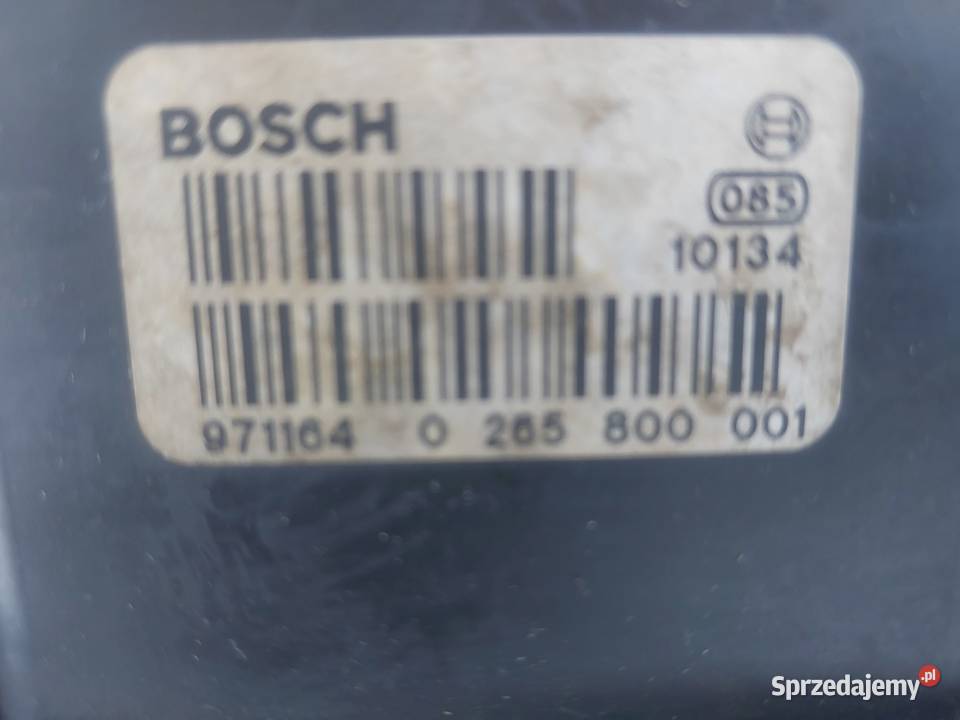 BOSCH
085
10134
971164 0 265 800 001
Sprzedajemy.pl